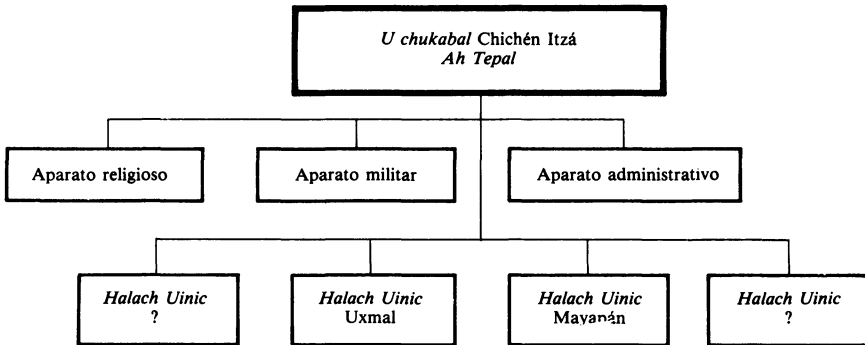 U chukabal Chichén Itzá
Ah Tepal
Aparato religioso
Aparato militar
Aparato administrativo
Halach Uinic
?
Halach Uinic
Uxmal
Halach Uinic
Mayapán
Halach Uinic
?